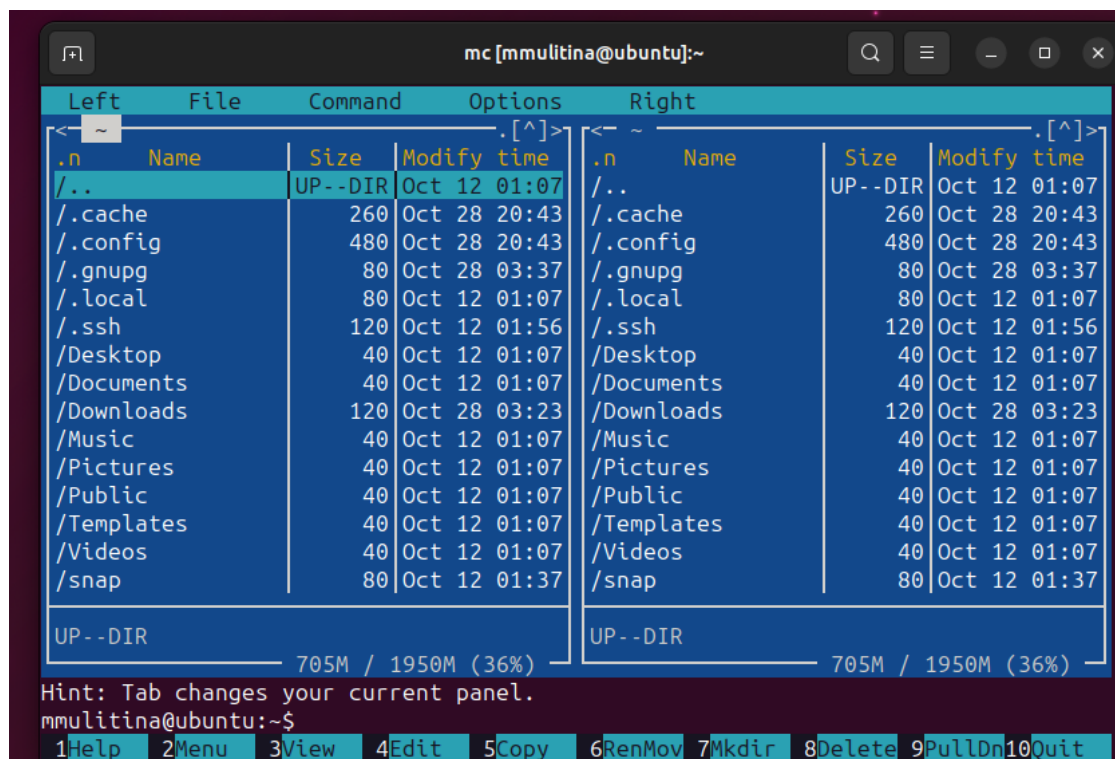 mc [mmulitina@ubuntu]:~
Left File Command Options Right
<─ ~ ─.[^]> <─ ~ ─.[^]>
.n Name Size Modify time .n Name Size Modify time
/.. UP--DIR Oct 12 01:07 /.. UP--DIR Oct 12 01:07
/.cache 260 Oct 28 20:43 /.cache 260 Oct 28 20:43
/.config 480 Oct 28 20:43 /.config 480 Oct 28 20:43
/.gnupg 80 Oct 28 03:37 /.gnupg 80 Oct 28 03:37
/.local 80 Oct 12 01:07 /.local 80 Oct 12 01:07
/.ssh 120 Oct 12 01:56 /.ssh 120 Oct 12 01:56
/Desktop 40 Oct 12 01:07 /Desktop 40 Oct 12 01:07
/Documents 40 Oct 12 01:07 /Documents 40 Oct 12 01:07
/Downloads 120 Oct 28 03:23 /Downloads 120 Oct 28 03:23
/Music 40 Oct 12 01:07 /Music 40 Oct 12 01:07
/Pictures 40 Oct 12 01:07 /Pictures 40 Oct 12 01:07
/Public 40 Oct 12 01:07 /Public 40 Oct 12 01:07
/Templates 40 Oct 12 01:07 /Templates 40 Oct 12 01:07
/Videos 40 Oct 12 01:07 /Videos 40 Oct 12 01:07
/snap 80 Oct 12 01:37 /snap 80 Oct 12 01:37
UP--DIR UP--DIR
705M / 1950M (36%) 705M / 1950M (36%)
Hint: Tab changes your current panel.
mmulitina@ubuntu:~$
1Help 2Menu 3View 4Edit 5Copy 6RenMov 7Mkdir 8Delete 9PullDn 10Quit